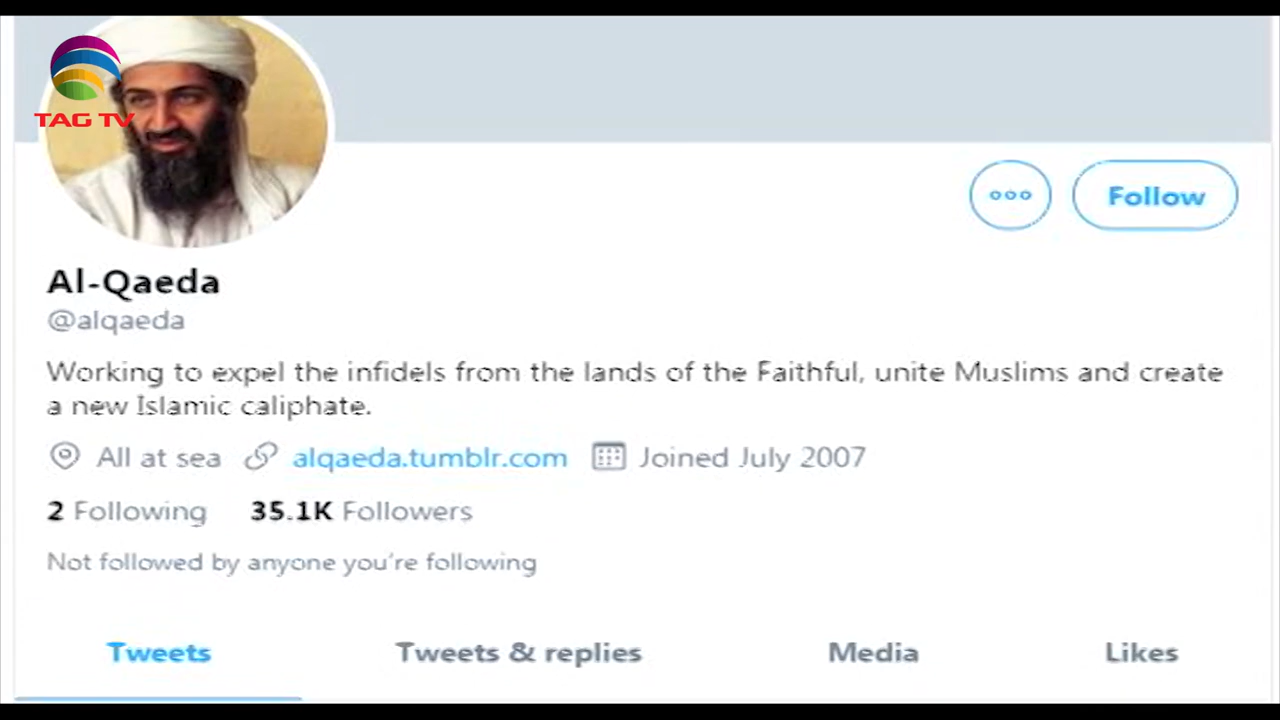 TAG TV
Follow
Al-Qaeda
@alqaeda
Working to expel the infidels from the lands of the Faithful, unite Muslims and create
a new Islamic caliphate.
All at sea alqaeda.tumblr.com Joined July 2007
2 Following 35.1K Followers
Not followed by anyone you're following
Tweets Tweets & replies Media Likes